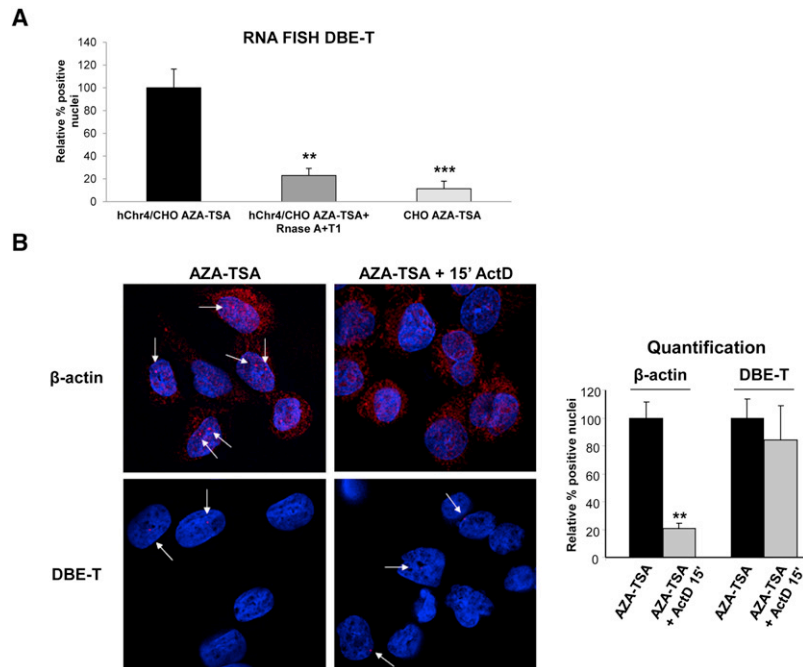 A
RNA FISH DBE-T
Relative % positive
nuclei
140
120
100
80
60
40
20
0
**
***
hChr4/CHO AZA-TSA
hChr4/CHO AZA-TSA+
Rnase A+T1
CHO AZA-TSA
B
AZA-TSA
AZA-TSA + 15' ActD
β-actin
DBE-T
Quantification
β-actin
DBE-T
Relative % positive nuclei
120
100
80
60
40
20
0
**
AZA-TSA
AZA-TSA
+ ActD 15'
AZA-TSA
AZA-TSA
+ ActD 15'